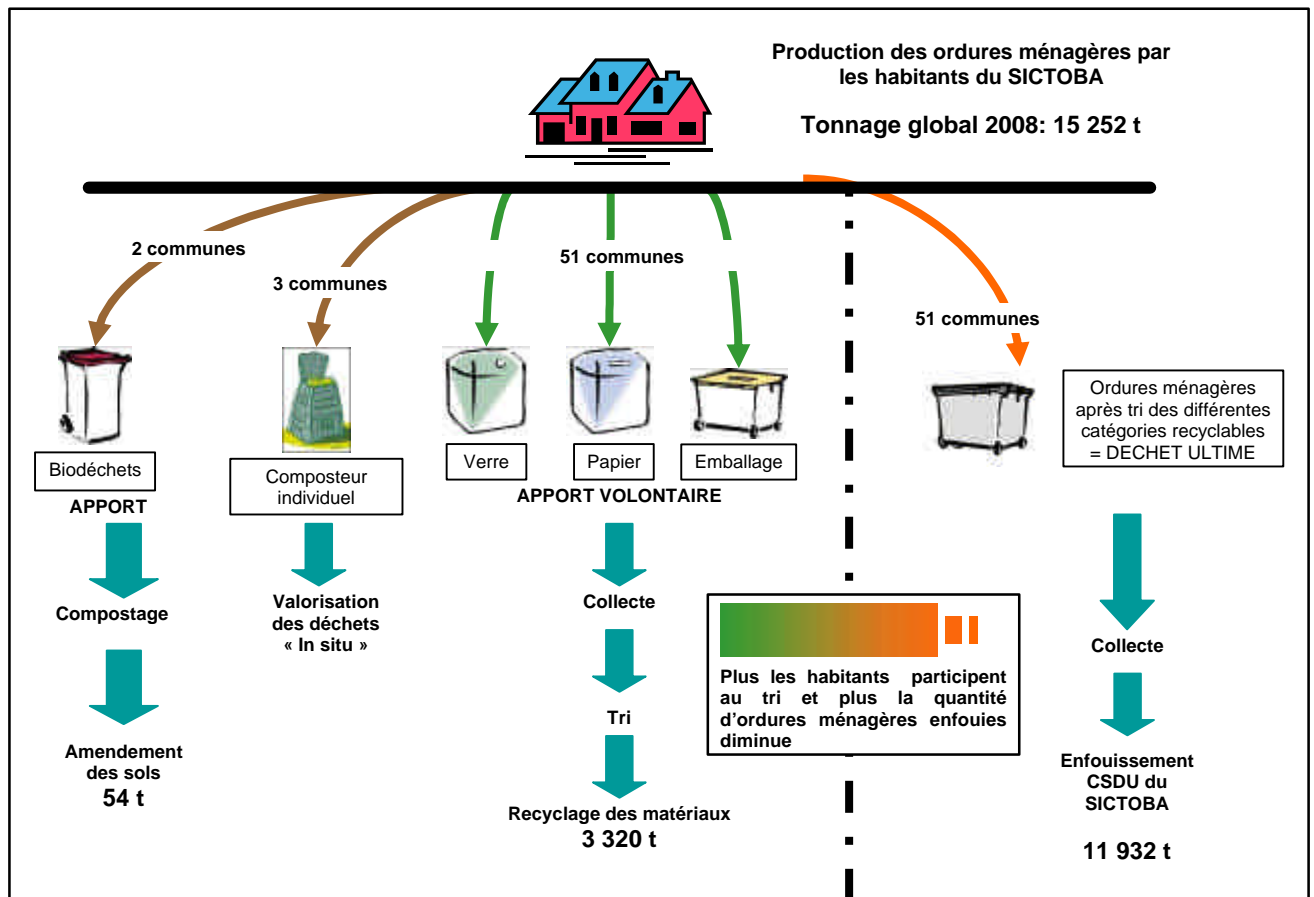 Production des ordures ménagères par
les habitants du SICTOBA
Tonnage global 2008: 15 252 t
2 communes
3 communes
51 communes
51 communes
Biodéchets
APPORT
Compostage
Amendement
des sols
54 t
Composteur
individuel
Valorisation
des déchets
« In situ »
Verre
Papier
Emballage
APPORT VOLONTAIRE
Collecte
Tri
Recyclage des matériaux
3 320 t
Plus les habitants participent
au tri et plus la quantité
d'ordures ménagères enfouies
diminue
Ordures ménagères
après tri des différentes
catégories recyclables
= DECHET ULTIME
Collecte
Enfouissement
CSDU du
SICTOBA
11 932 t